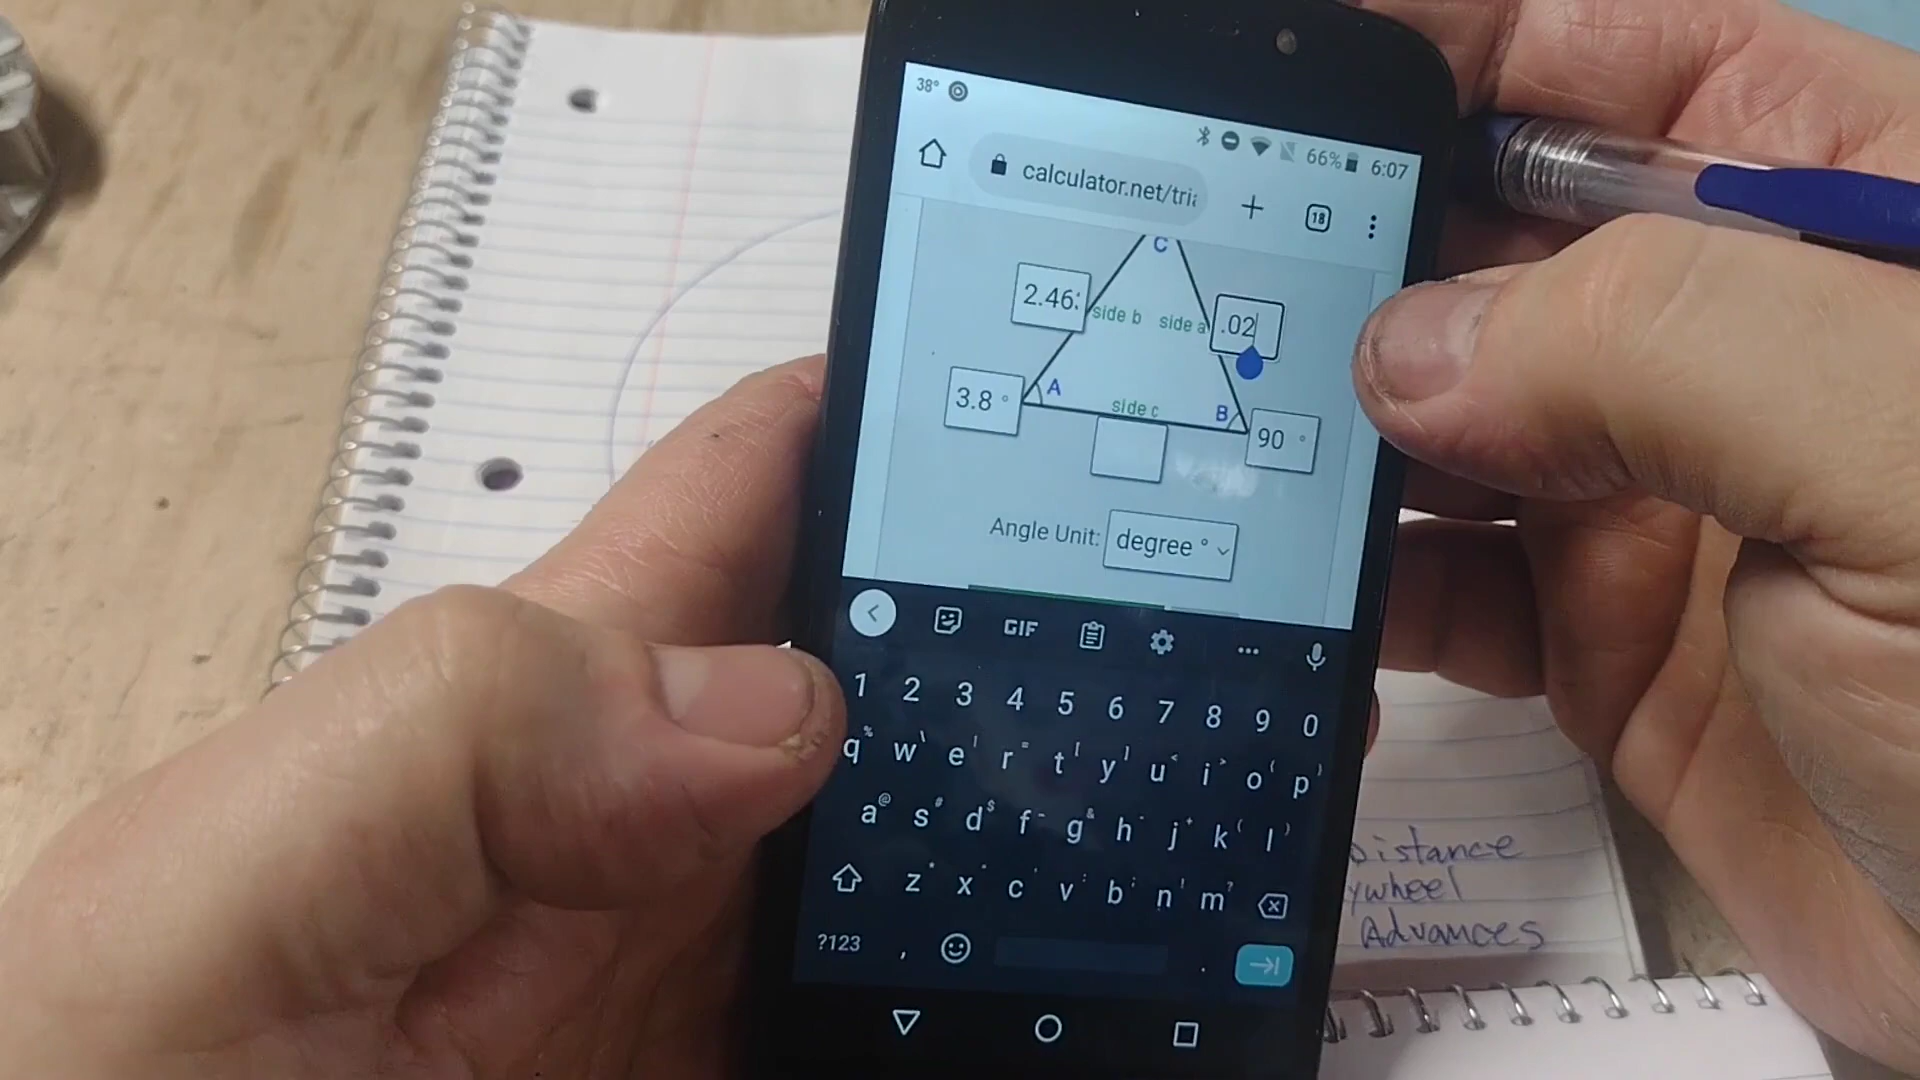 38°
66% 6:07
calculator.net/tri
18
C
2.46
side b side a .02
3.8 ° A
side c B
90 °
Angle Unit: degree °
GIF
1 2 3 4 5 6 7 8 9 0
q w e r t y u i o p
a s d f g h j k l
z x c v b n m
?123 , .
Distance
ywheel
Advances